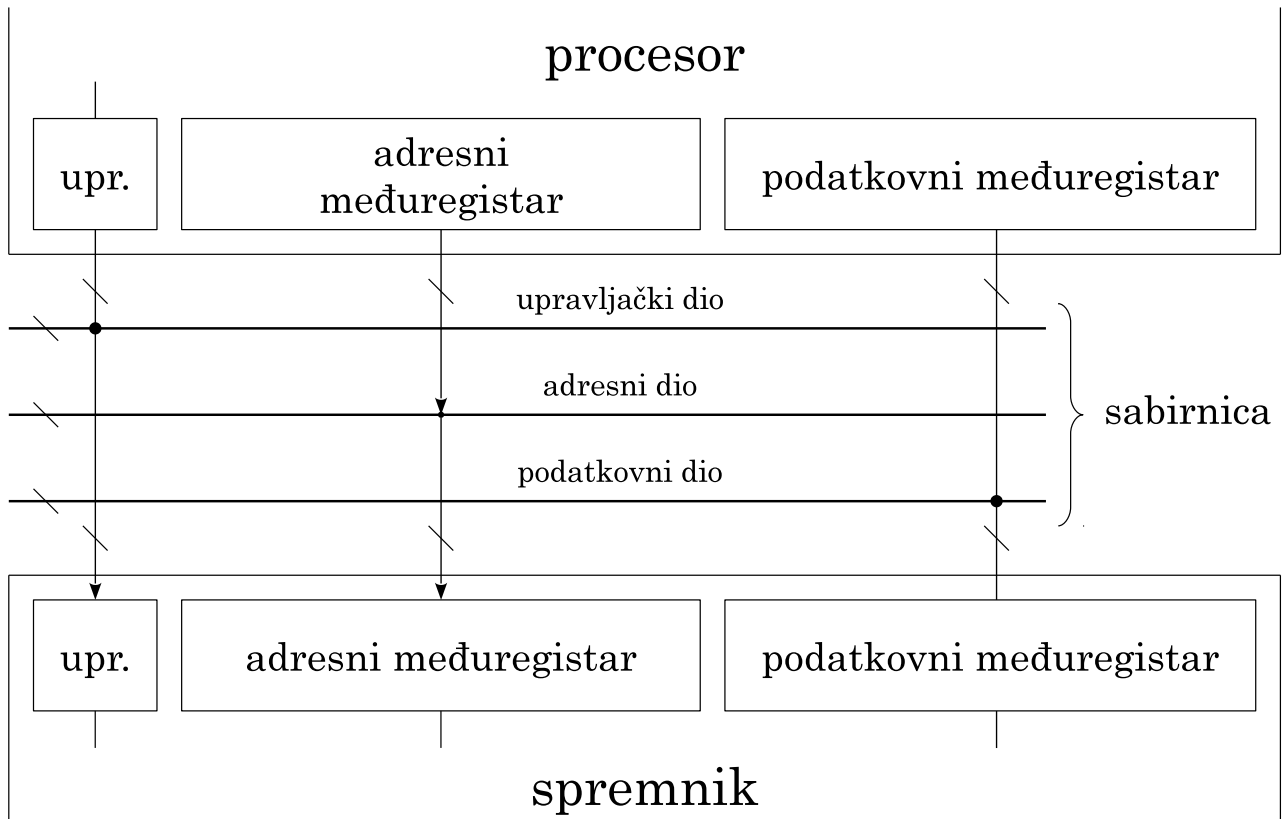 procesor
upr.
adresni
međuregistar
podatkovni međuregistar
upravljački dio
adresni dio
sabirnica
podatkovni dio
upr.
adresni međuregistar
podatkovni međuregistar
spremnik